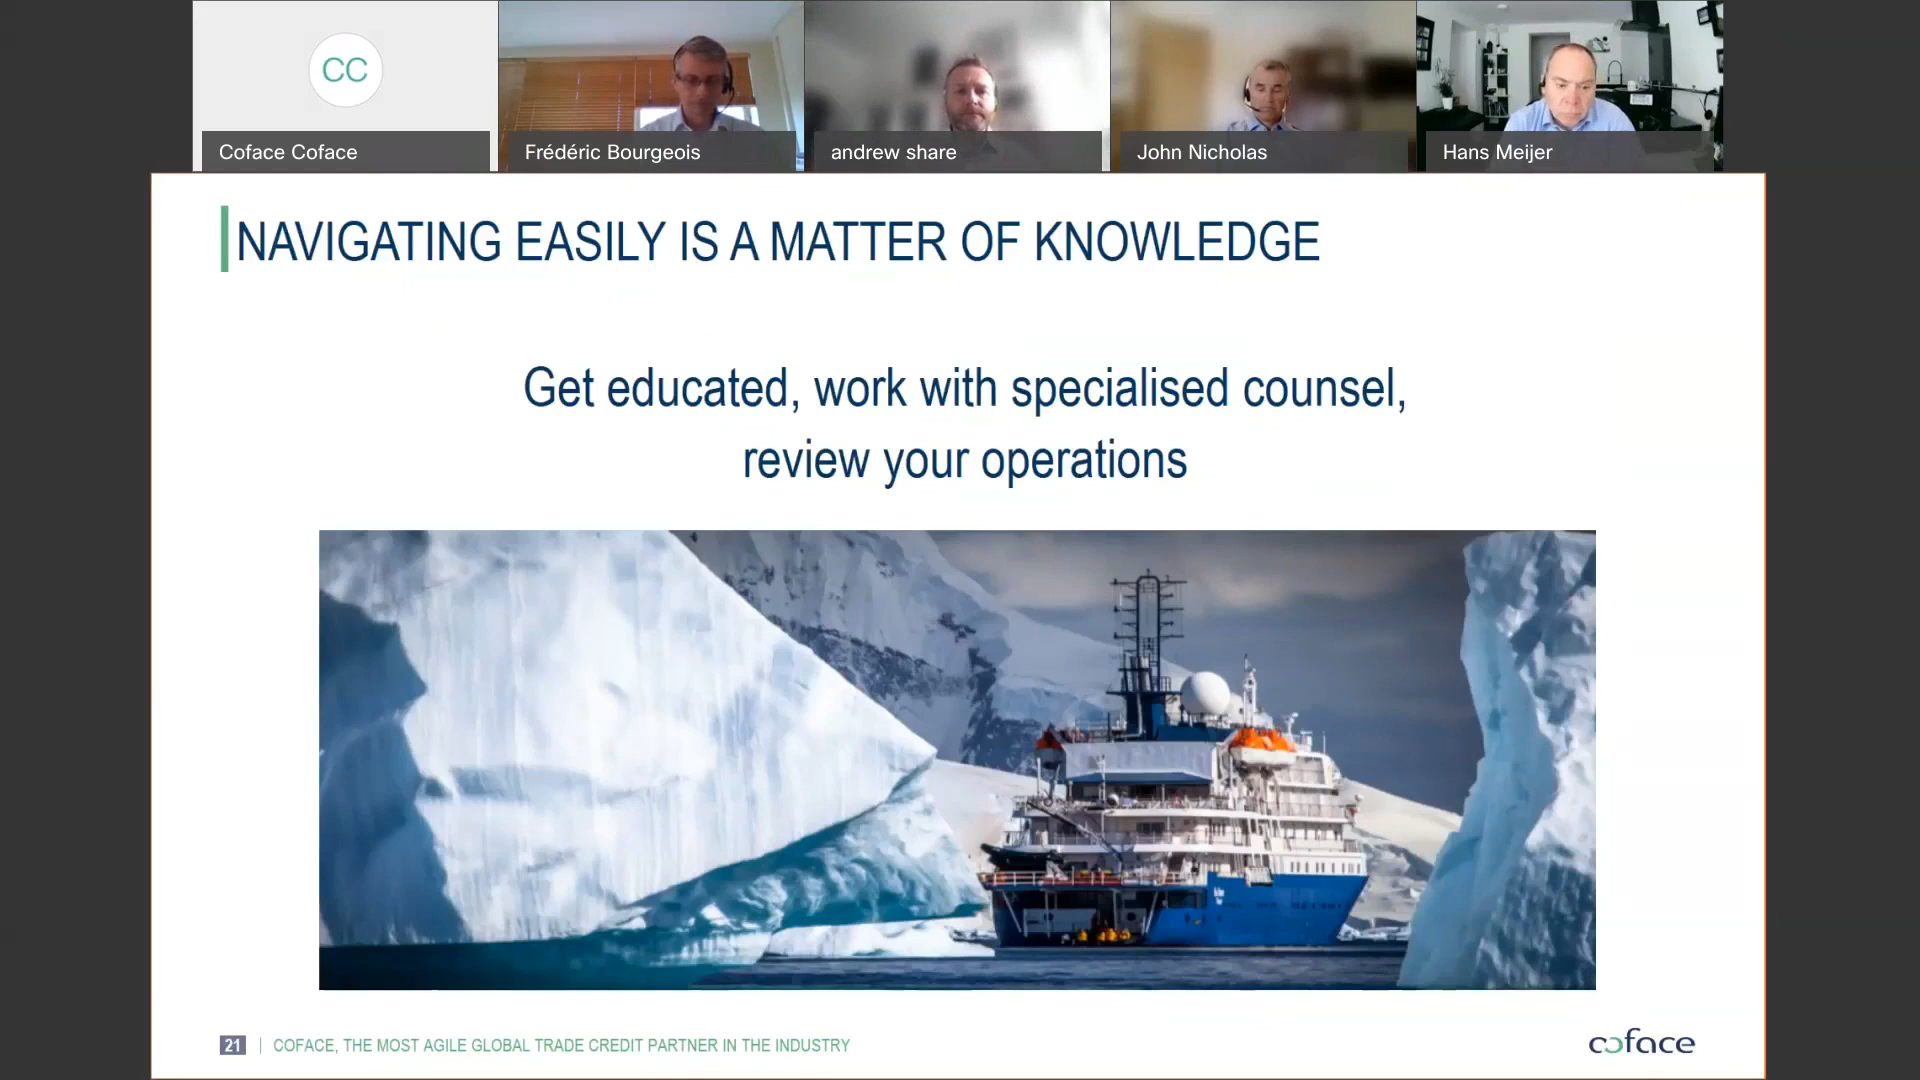 CC
Coface Coface
Frédéric Bourgeois
andrew share
John Nicholas
Hans Meijer
NAVIGATING EASILY IS A MATTER OF KNOWLEDGE
Get educated, work with specialised counsel,
review your operations
21
COFACE, THE MOST AGILE GLOBAL TRADE CREDIT PARTNER IN THE INDUSTRY
coface